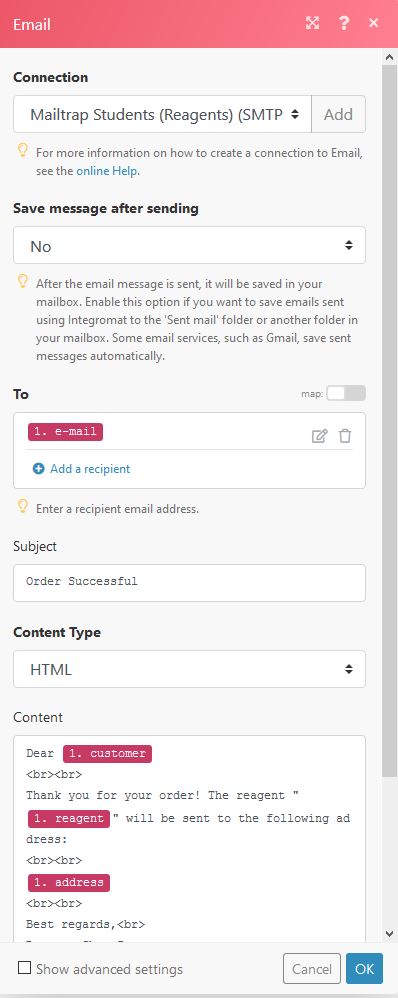 Email
?
Connection
Mailtrap Students (Reagents) (SMTP
Add
For more information on how to create a connection to Email,
see the online Help.
Save message after sending
No
After the email message is sent, it will be saved in your
mailbox. Enable this option if you want to save emails sent
using Integromat to the 'Sent mail' folder or another folder in
your mailbox. Some email services, such as Gmail, save sent
messages automatically.
To
map:
1. e-mail
Add a recipient
Enter a recipient email address.
Subject
Order Successful
Content Type
HTML
Content
Dear 1. customer
<br><br>
Thank you for your order! The reagent "
1. reagent" will be sent to the following ad
dress:
<br><br>
1. address
<br><br>
Best regards,<br>
Show advanced settings
Cancel
OK